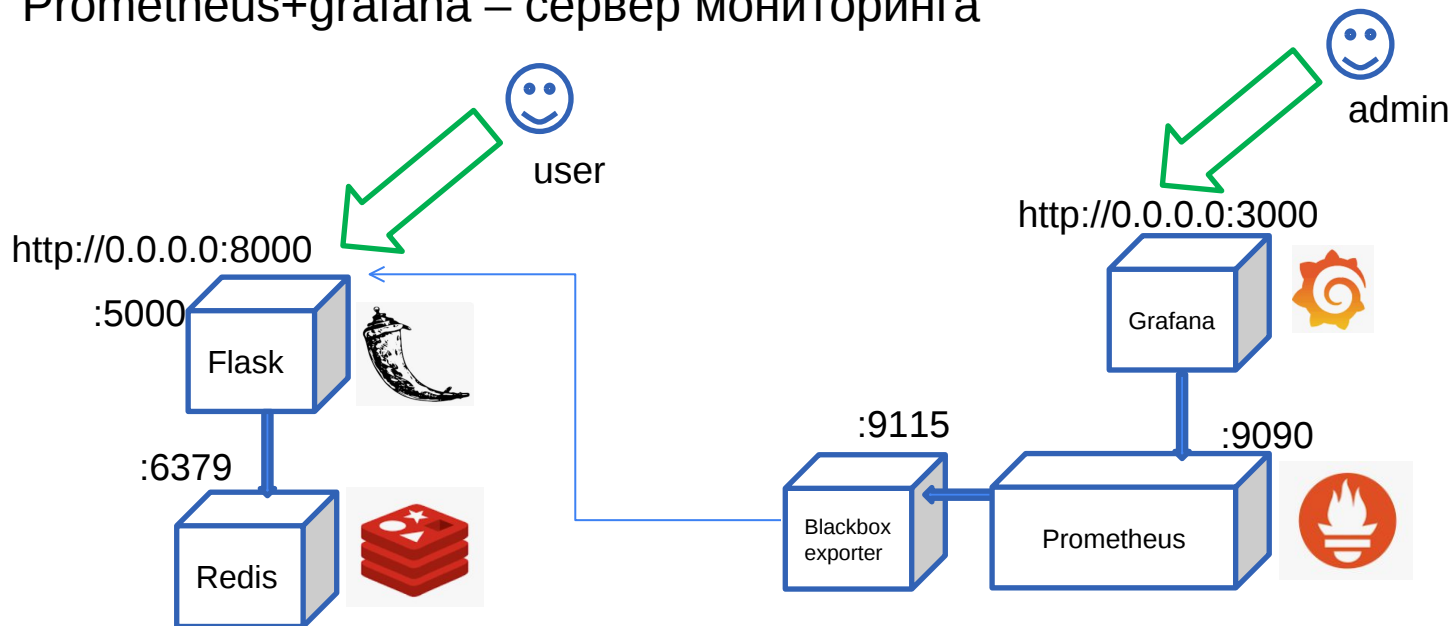 Prometheus+grafana – сервер мониторинга
admin
user
http://0.0.0.0:3000
http://0.0.0.0:8000
:5000
Flask
Grafana
:9115
:9090
:6379
Redis
Blackbox
exporter
Prometheus